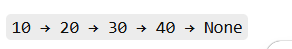 10 → 20 → 30 → 40 → None